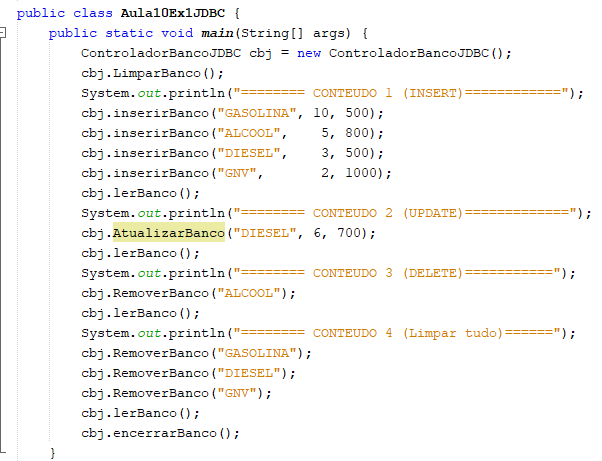 public class Aula10Ex1JDBC {
public static void main(String[] args) {
ControladorBancoJDBC cbj = new ControladorBancoJDBC();
cbj.LimparBanco();
System.out.println("======== CONTEUDO 1 (INSERT)============");
cbj.inserirBanco("GASOLINA", 10, 500);
cbj.inserirBanco("ALCOOL",    5, 800);
cbj.inserirBanco("DIESEL",    3, 500);
cbj.inserirBanco("GNV",       2, 1000);
cbj.lerBanco();
System.out.println("======== CONTEUDO 2 (UPDATE)=============");
cbj.AtualizarBanco("DIESEL", 6, 700);
cbj.lerBanco();
System.out.println("======== CONTEUDO 3 (DELETE)===========");
cbj.RemoverBanco("ALCOOL");
cbj.lerBanco();
System.out.println("======== CONTEUDO 4 (Limpar tudo)======");
cbj.RemoverBanco("GASOLINA");
cbj.RemoverBanco("DIESEL");
cbj.RemoverBanco("GNV");
cbj.lerBanco();
cbj.encerrarBanco();
}